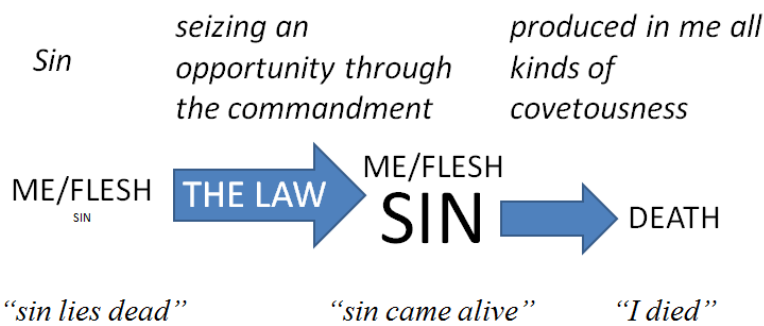 Sin
seizing an
opportunity through
the commandment
produced in me all
kinds of
covetousness
ME/FLESH
SIN
THE LAW
ME/FLESH
SIN
DEATH
“sin lies dead”
“sin came alive”
“I died”